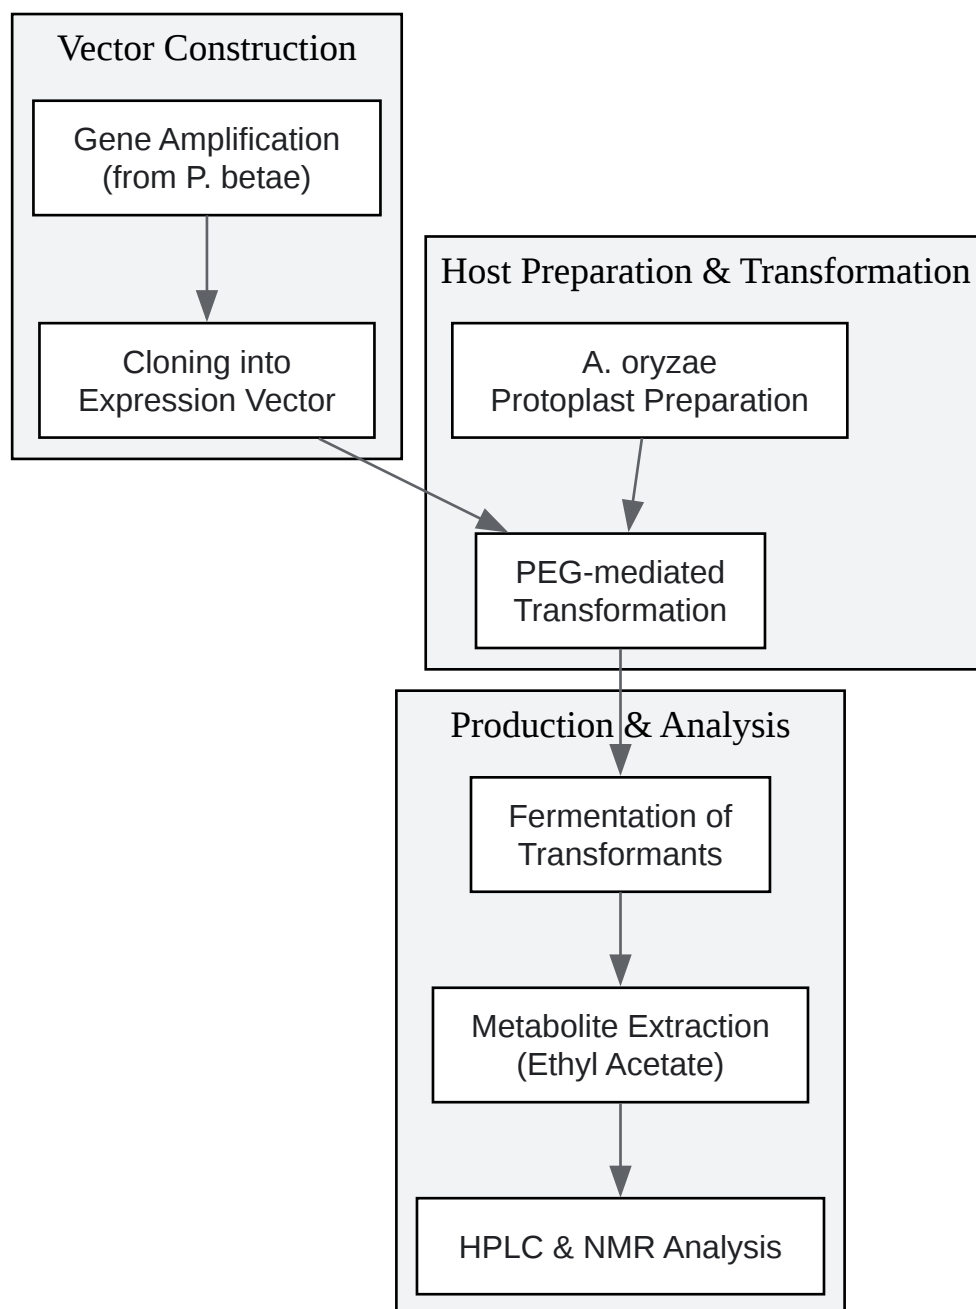 Vector Construction
Gene Amplification
(from P. betae)
Cloning into
Expression Vector
Host Preparation & Transformation
A. oryzae
Protoplast Preparation
PEG-mediated
Transformation
Production & Analysis
Fermentation of
Transformants
Metabolite Extraction
(Ethyl Acetate)
HPLC & NMR Analysis